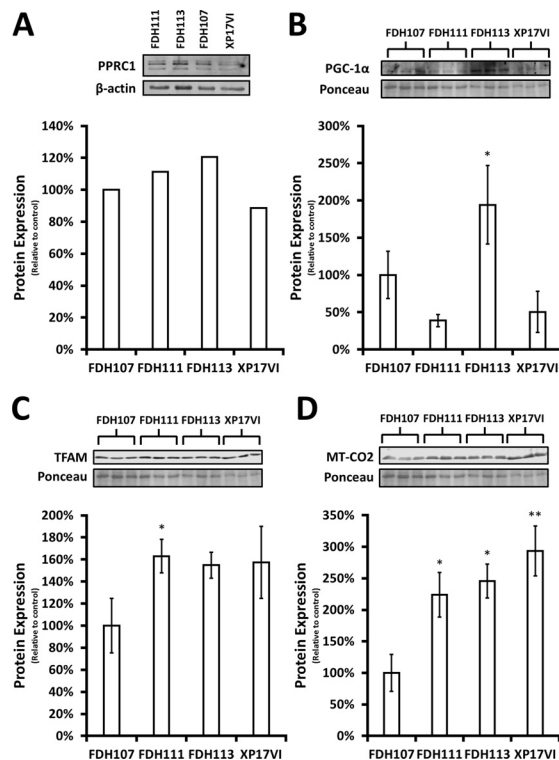 A
FDH111 FDH113 FDH107 XP17VI
PPRC1
β-actin
Protein Expression
(Relative to control)
140%
120%
100%
80%
60%
40%
20%
0%
FDH107 FDH111 FDH113 XP17VI
B
FDH107 FDH111 FDH113 XP17VI
PGC-1α
Ponceau
Protein Expression
(Relative to control)
300%
250%
200%
150%
100%
50%
0%
*
FDH107 FDH111 FDH113 XP17VI
C
FDH107 FDH111 FDH113 XP17VI
TFAM
Ponceau
Protein Expression
(Relative to control)
200%
180%
160%
140%
120%
100%
80%
60%
40%
20%
0%
*
FDH107 FDH111 FDH113 XP17VI
D
FDH107 FDH111 FDH113 XP17VI
MT-CO2
Ponceau
Protein Expression
(Relative to control)
350%
300%
250%
200%
150%
100%
50%
0%
* * **
FDH107 FDH111 FDH113 XP17VI